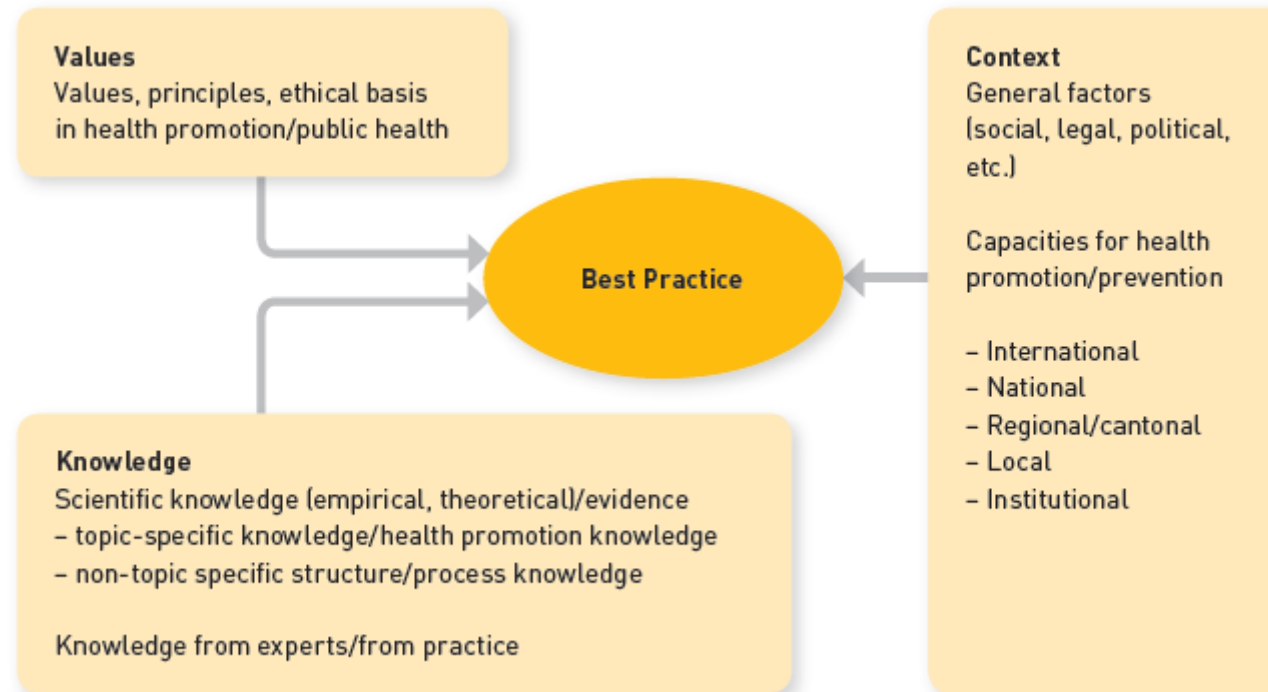 Values
Values, principles, ethical basis
in health promotion/public health
Best Practice
Knowledge
Scientific knowledge (empirical, theoretical)/evidence
– topic-specific knowledge/health promotion knowledge
– non-topic specific structure/process knowledge
Knowledge from experts/from practice
Context
General factors
(social, legal, political,
etc.)
Capacities for health
promotion/prevention
– International
– National
– Regional/cantonal
– Local
– Institutional